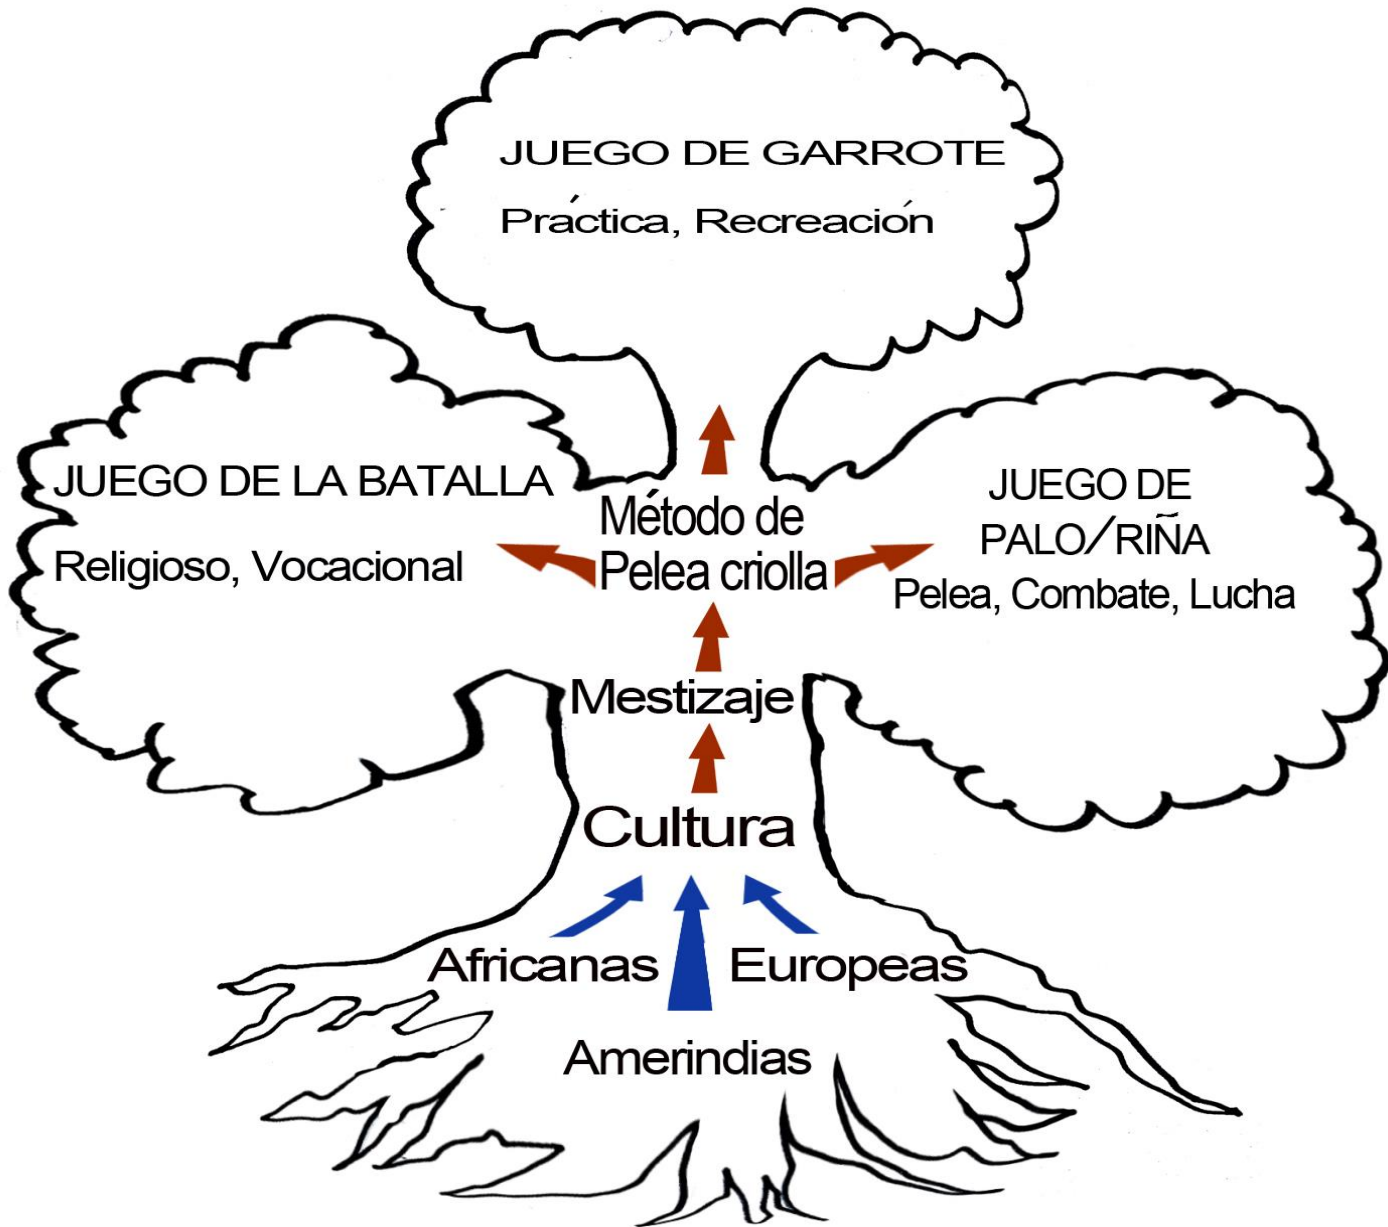 JUEGO DE GARROTE
Práctica, Recreación
JUEGO DE LA BATALLA
Religioso, Vocacional
JUEGO DE
PALO/RIÑA
Pelea, Combate, Lucha
Método de
Pelea criolla
Mestizaje
Cultura
Africanas
Europeas
Amerindias